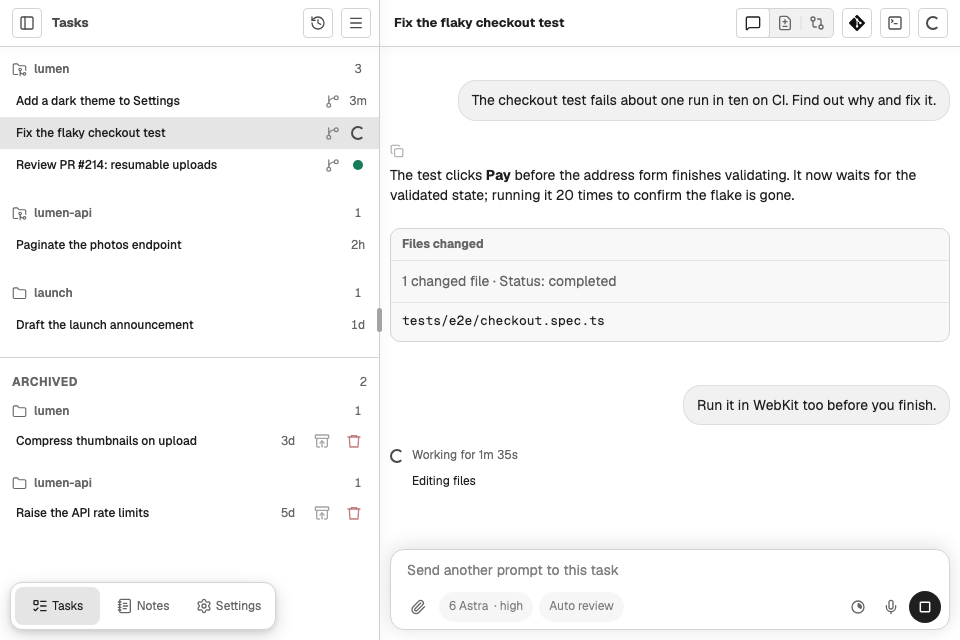 Tasks
Fix the flaky checkout test
lumen 3
Add a dark theme to Settings 3m
Fix the flaky checkout test
Review PR #214: resumable uploads
lumen-api 1
Paginate the photos endpoint 2h
launch 1
Draft the launch announcement 1d
ARCHIVED 2
lumen 1
Compress thumbnails on upload 3d
lumen-api 1
Raise the API rate limits 5d
Tasks Notes Settings
The checkout test fails about one run in ten on CI. Find out why and fix it.
The test clicks Pay before the address form finishes validating. It now waits for the
validated state; running it 20 times to confirm the flake is gone.
Files changed
1 changed file · Status: completed
tests/e2e/checkout.spec.ts
Run it in WebKit too before you finish.
Working for 1m 35s
Editing files
Send another prompt to this task
6 Astra · high Auto review